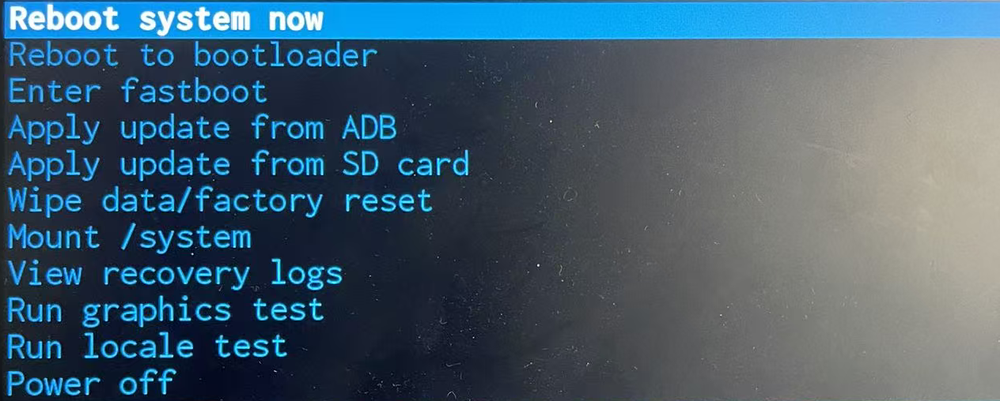 Reboot system now
Reboot to bootloader
Enter fastboot
Apply update from ADB
Apply update from SD card
Wipe data/factory reset
Mount /system
View recovery logs
Run graphics test
Run locale test
Power off